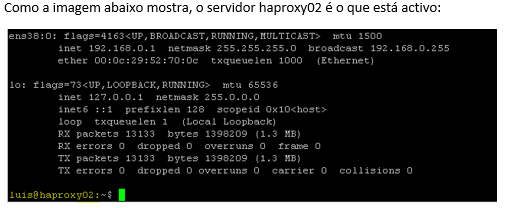 Como a imagem abaixo mostra, o servidor haproxy02 é o que está activo:
ens38:0: flags=4163<UP,BROADCAST,RUNNING,MULTICAST>  mtu 1500
inet 192.168.0.1  netmask 255.255.255.0  broadcast 192.168.0.255
ether 00:0c:29:52:70:0c  txqueuelen 1000  (Ethernet)
lo: flags=73<UP,LOOPBACK,RUNNING>  mtu 65536
inet 127.0.0.1  netmask 255.0.0.0
inet6 ::1  prefixlen 128  scopeid 0x10<host>
loop  txqueuelen 1  (Local Loopback)
RX packets 13133  bytes 1398209 (1.3 MB)
RX errors 0  dropped 0  overruns 0  frame 0
TX packets 13133  bytes 1398209 (1.3 MB)
TX errors 0  dropped 0 overruns 0  carrier 0  collisions 0
luis@haproxy02:~$